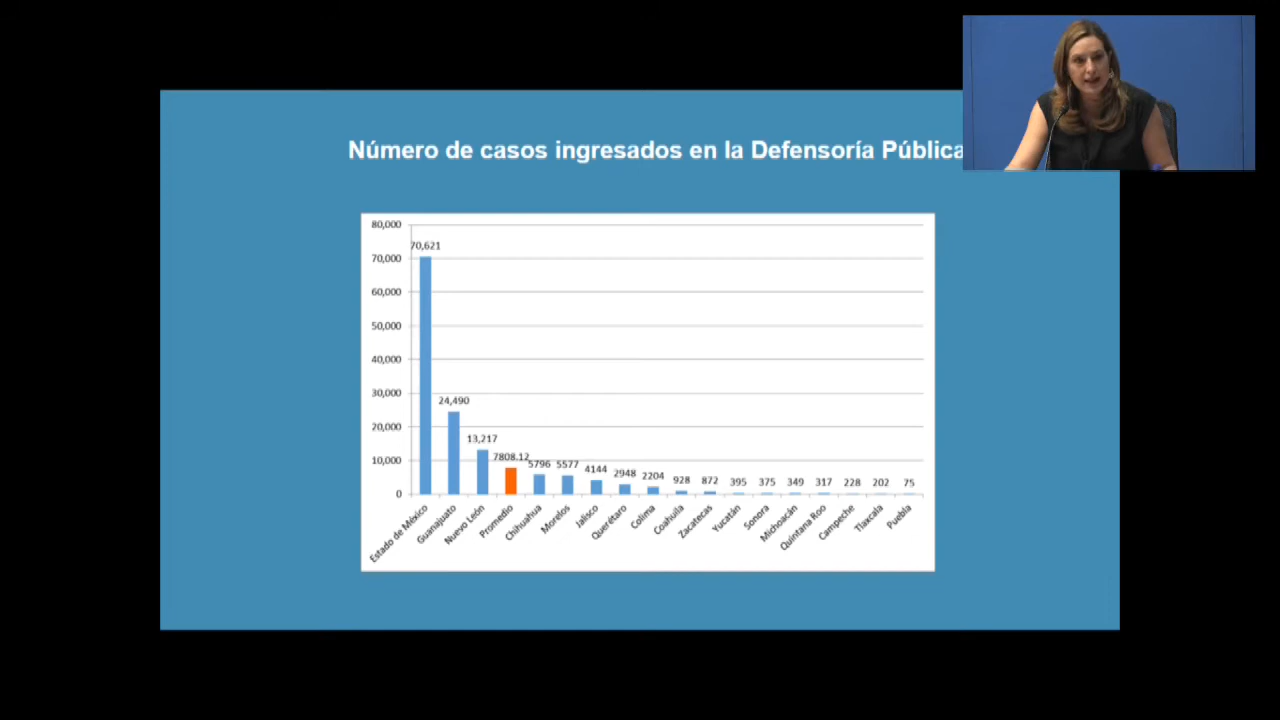 Número de casos ingresados en la Defensoría Pública
80,000
70,000
60,000
50,000
40,000
30,000
20,000
10,000
0
70,621
24,490
13,217
7808.12
5796
5577
4144
2948
2204
928
872
395
375
349
317
228
202
75
Estado de México
Guanajuato
Nuevo León
Promedio
Chihuahua
Morelos
Jalisco
Querétaro
Colima
Coahuila
Zacatecas
Yucatán
Sonora
Michoacán
Quintana Roo
Campeche
Tlaxcala
Puebla